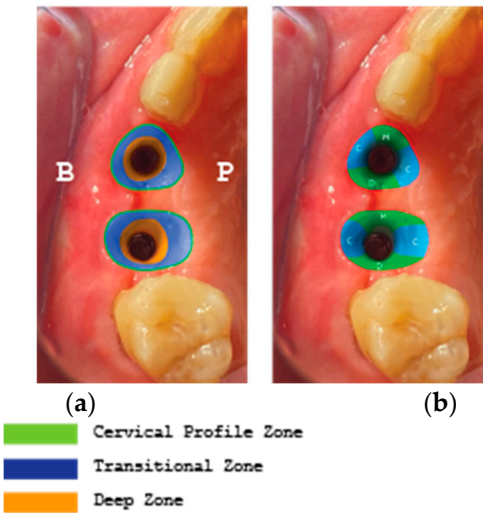 B
P
M
C
C
D
M
C
C
D
(a)
(b)
Cervical Profile Zone
Transitional Zone
Deep Zone